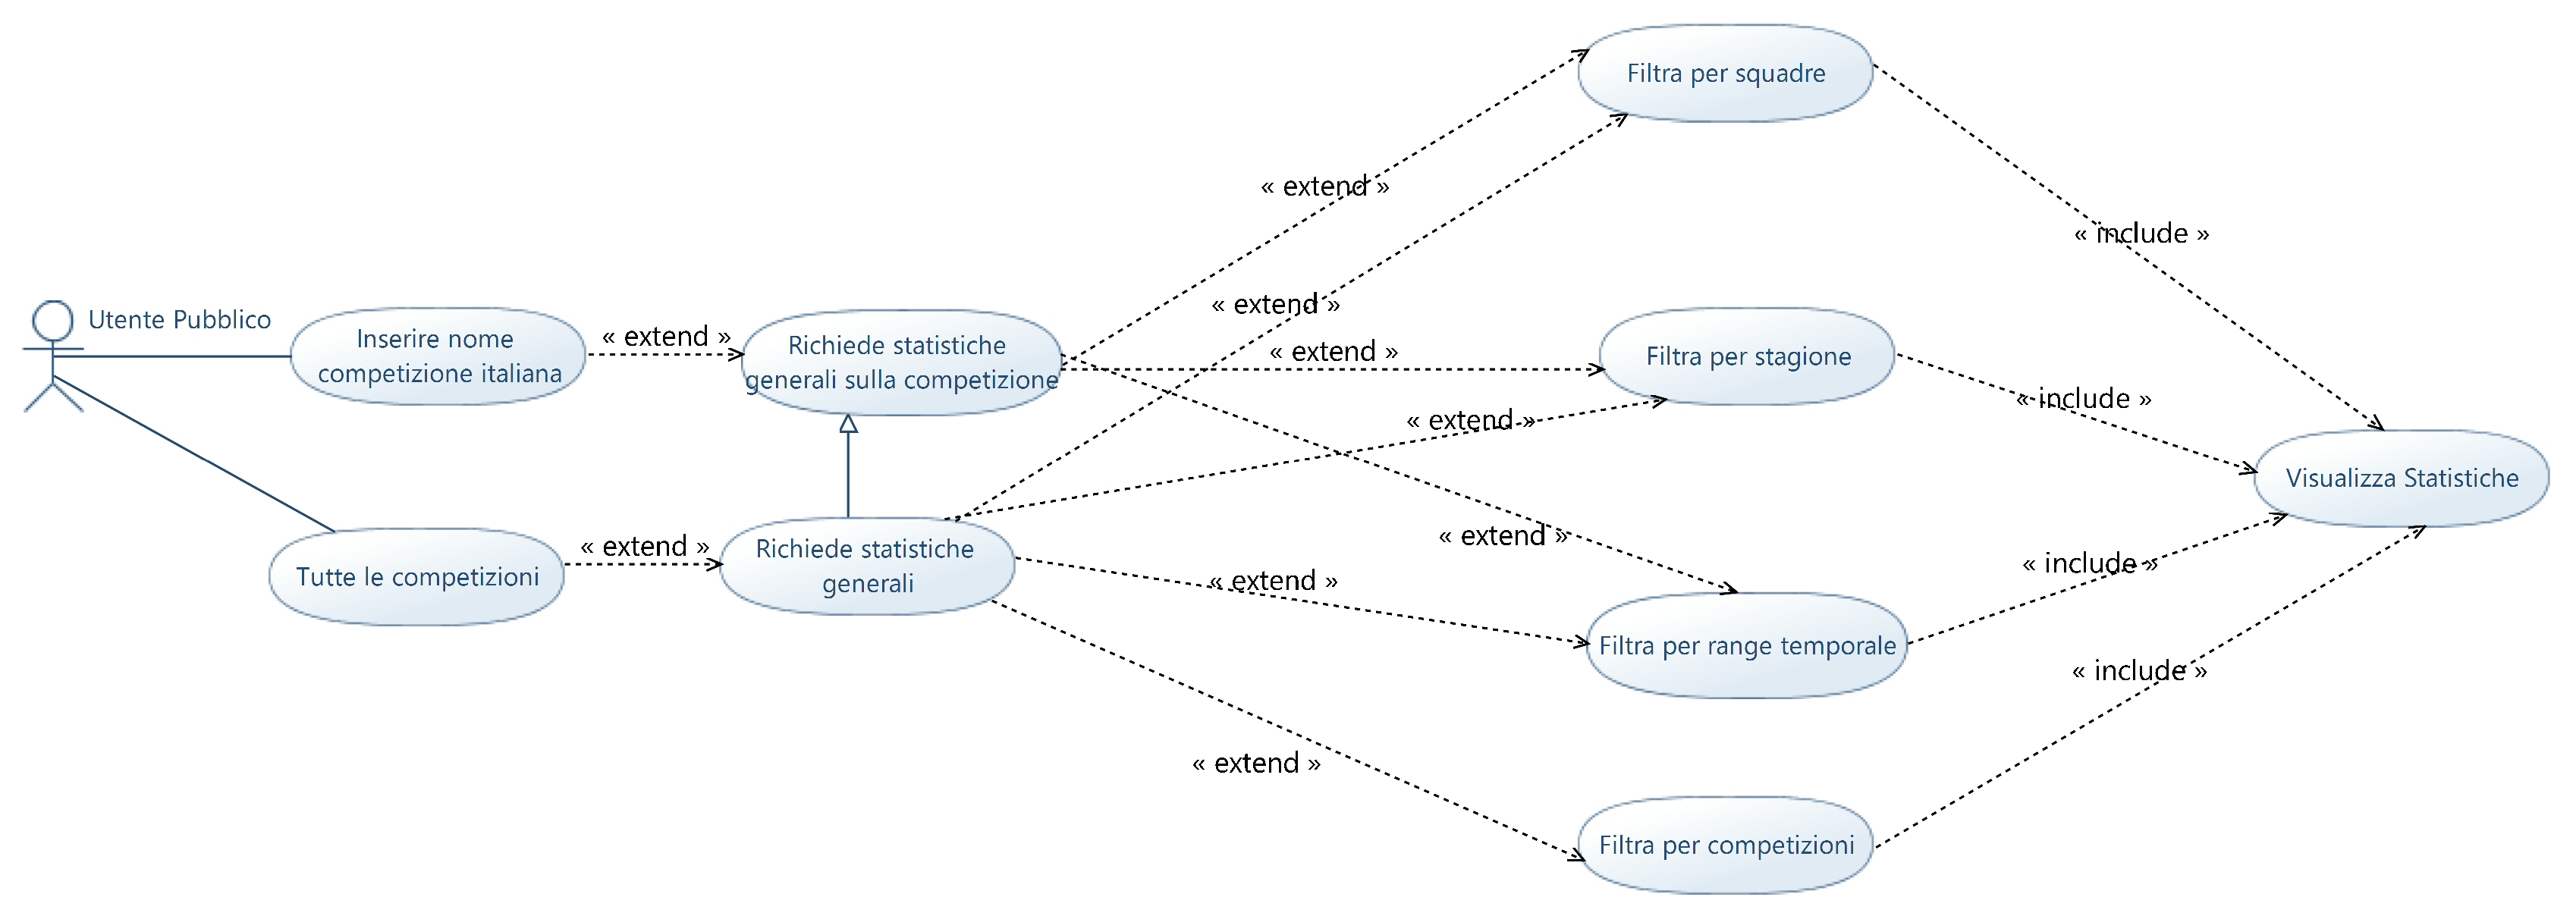 Filtra per squadre
« extend »
« include »
« extend »
Utente Pubblico
Inserire nome
competizione italiana
« extend »
Richiede statistiche
generali sulla competizione
« extend »
Filtra per stagione
« include »
« extend »
Visualizza Statistiche
« extend »
Tutte le competizioni
« extend »
Richiede statistiche
generali
« extend »
« include »
Filtra per range temporale
« include »
« extend »
Filtra per competizioni